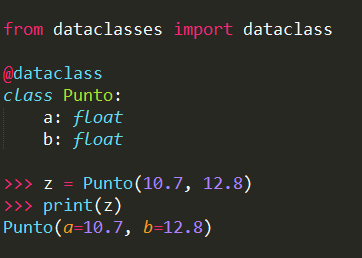 from dataclasses import dataclass
@dataclass
class Punto:
    a: float
    b: float
>>> z = Punto(10.7, 12.8)
>>> print(z)
Punto(a=10.7, b=12.8)